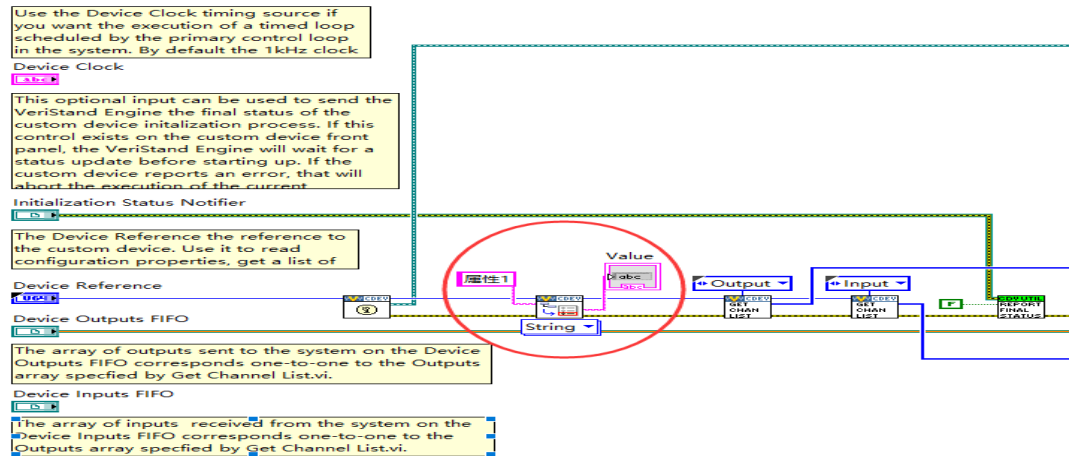 Use the Device Clock timing source if
you want the execution of a timed loop
scheduled by the primary control loop
in the system. By default the 1kHz clock
Device Clock
abc
This optional input can be used to send the
VeriStand Engine the final status of the
custom device initalization process. If this
control exists on the custom device front
panel, the VeriStand Engine will wait for a
status update before starting up. If the
custom device reports an error, that will
abort the execution of the current
Initialization Status Notifier
The Device Reference the reference to
the custom device. Use it to read
configuration properties, get a list of
Device Reference
U64
属性1
Value
abc
abc
CDEV
CDEV
String
Output
CDEV
GET
CHAN
LIST
Input
CDEV
GET
CHAN
LIST
F
CDVUTIL
REPORT
FINAL
STATUS
Device Outputs FIFO
The array of outputs sent to the system on the Device
Outputs FIFO corresponds one-to-one to the Outputs
array specfied by Get Channel List.vi.
Device Inputs FIFO
The array of inputs received from the system on the
Device Inputs FIFO corresponds one-to-one to the
Outputs array specfied by Get Channel List.vi.